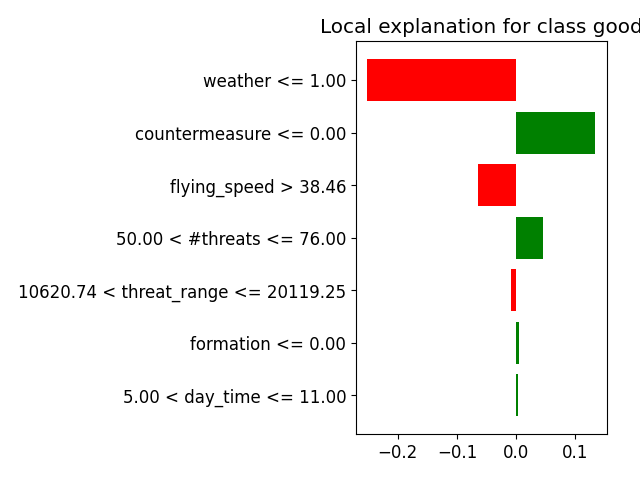 Local explanation for class good
weather <= 1.00
countermeasure <= 0.00
flying_speed > 38.46
50.00 < #threats <= 76.00
10620.74 < threat_range <= 20119.25
formation <= 0.00
5.00 < day_time <= 11.00
−0.2 −0.1 0.0 0.1